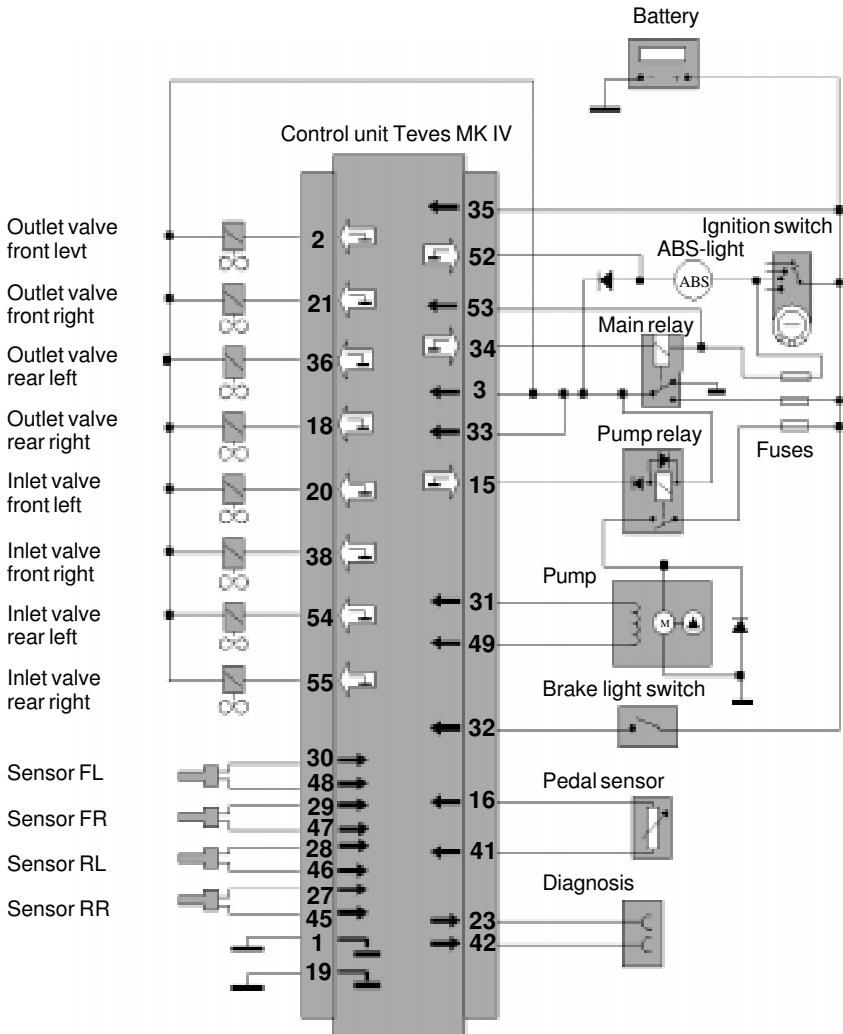 Battery
Control unit Teves MK IV
Outlet valve
front levt
Outlet valve
front right
Outlet valve
rear left
Outlet valve
rear right
Inlet valve
front left
Inlet valve
front right
Inlet valve
rear left
Inlet valve
rear right
Sensor FL
Sensor FR
Sensor RL
Sensor RR
2
21
36
18
20
38
54
55
30
48
29
47
28
46
27
45
1
19
35
52
53
34
3
33
15
31
49
32
16
41
23
42
Ignition switch
ABS-light
ABS
Main relay
Pump relay
Fuses
Pump
M
Brake light switch
Pedal sensor
Diagnosis